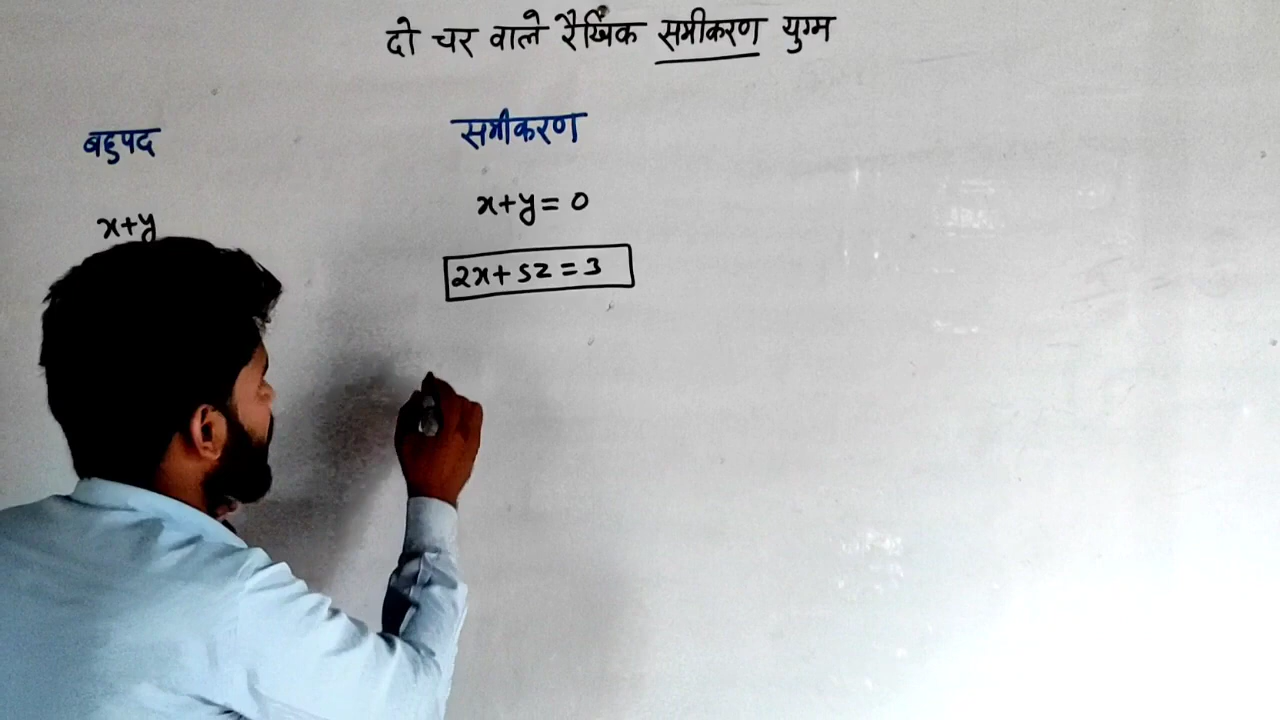 दो चर वाले रैखिक समीकरण युग्म
बहुपद
x+y
समीकरण
x+y = 0
2x+5z = 3